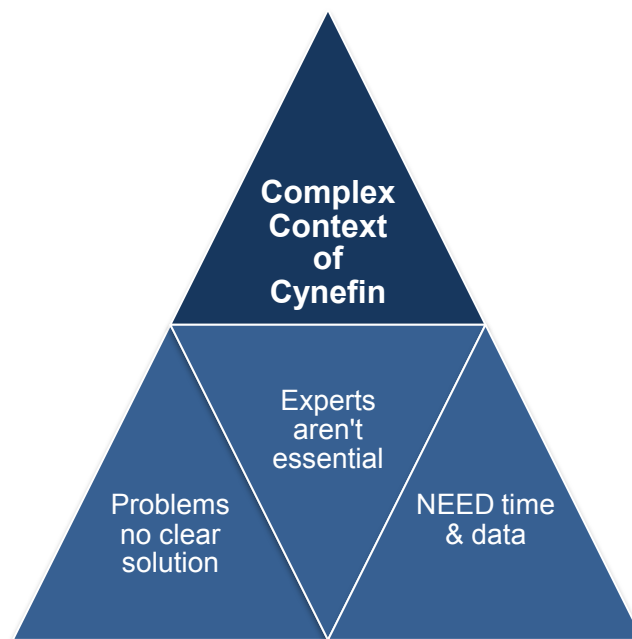 Complex
Context
of
Cynefin
Experts
aren't
essential
Problems
no clear
solution
NEED time
& data